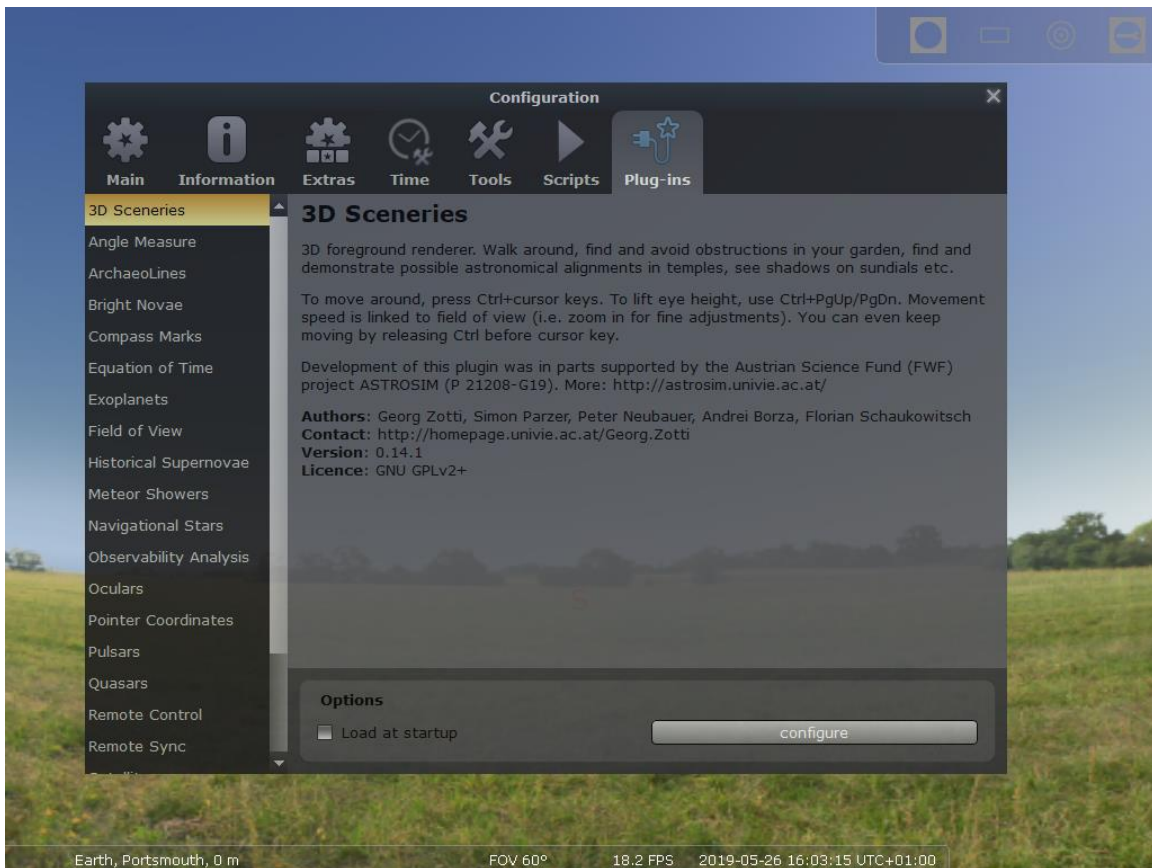 Configuration
Main
Information
Extras
Time
Tools
Scripts
Plug-ins
3D Sceneries
Angle Measure
ArchaeoLines
Bright Novae
Compass Marks
Equation of Time
Exoplanets
Field of View
Historical Supernovae
Meteor Showers
Navigational Stars
Observability Analysis
Oculars
Pointer Coordinates
Pulsars
Quasars
Remote Control
Remote Sync
3D Sceneries
3D foreground renderer. Walk around, find and avoid obstructions in your garden, find and
demonstrate possible astronomical alignments in temples, see shadows on sundials etc.
To move around, press Ctrl+cursor keys. To lift eye height, use Ctrl+PgUp/PgDn. Movement
speed is linked to field of view (i.e. zoom in for fine adjustments). You can even keep
moving by releasing Ctrl before cursor key.
Development of this plugin was in parts supported by the Austrian Science Fund (FWF)
project ASTROSIM (P 21208-G19). More: http://astrosim.univie.ac.at/
Authors: Georg Zotti, Simon Parzer, Peter Neubauer, Andrei Borza, Florian Schaukowitsch
Contact: http://homepage.univie.ac.at/Georg.Zotti
Version: 0.14.1
Licence: GNU GPLv2+
S
Options
Load at startup
configure
Earth, Portsmouth, 0 m
FOV 60°
18.2 FPS
2019-05-26 16:03:15 UTC+01:00